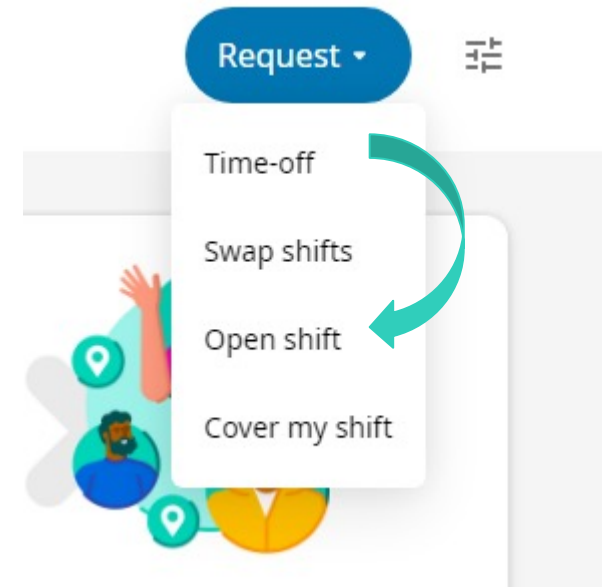 Request
Time-off
Swap shifts
Open shift
Cover my shift